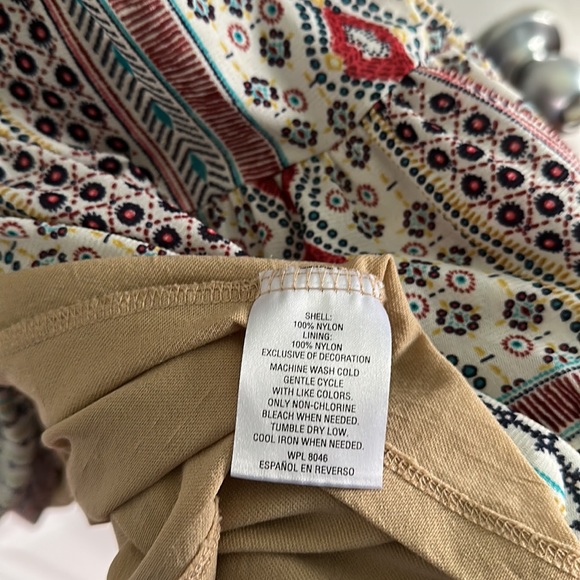 SHELL:
100% NYLON
LINING:
100% NYLON
EXCLUSIVE OF DECORATION
MACHINE WASH COLD
GENTLE CYCLE
WITH LIKE COLORS.
ONLY NON-CHLORINE
BLEACH WHEN NEEDED.
TUMBLE DRY LOW.
COOL IRON WHEN NEEDED.
WPL 8046
ESPAÑOL EN REVERSO